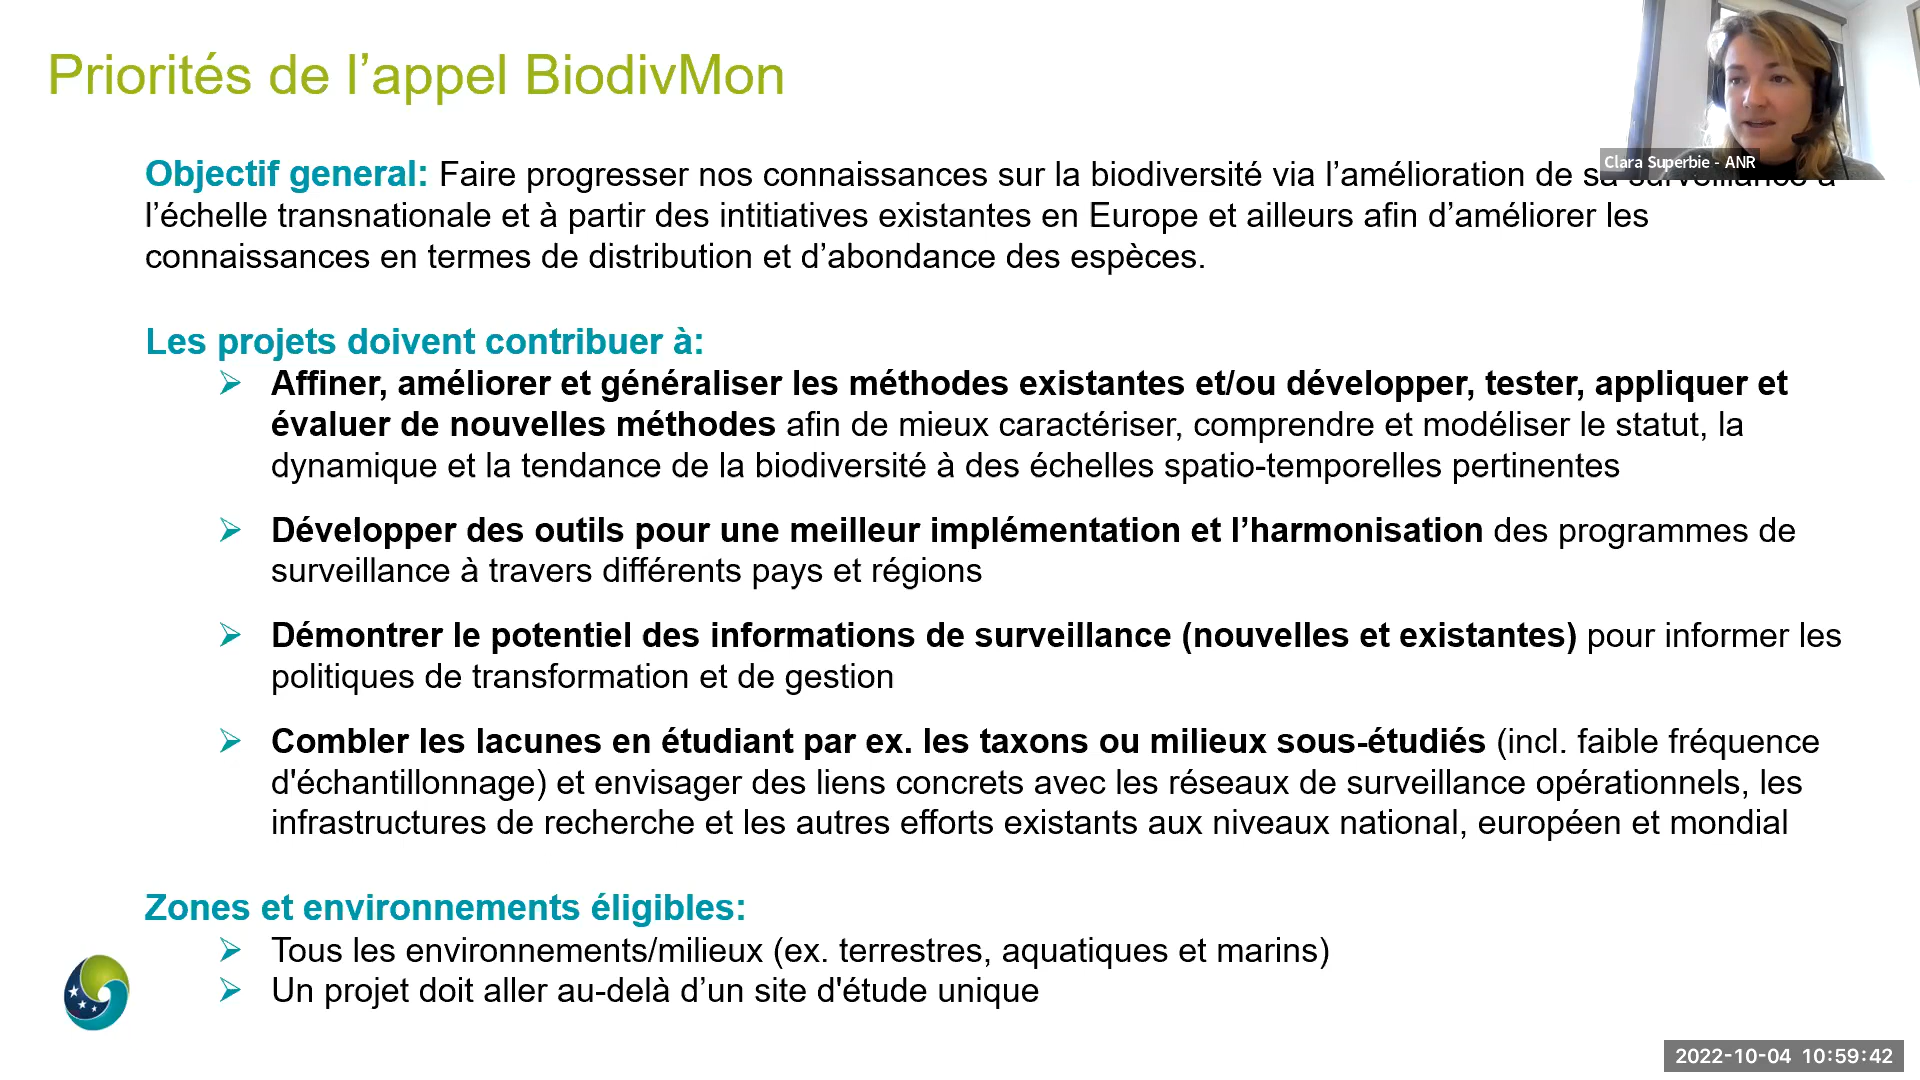 Priorités de l’appel BiodivMon
Clara Superbie - ANR
Objectif general: Faire progresser nos connaissances sur la biodiversité via l’amélioration de sa surveillance à
l’échelle transnationale et à partir des intitiatives existantes en Europe et ailleurs afin d’améliorer les
connaissances en termes de distribution et d’abondance des espèces.
Les projets doivent contribuer à:
➢ Affiner, améliorer et généraliser les méthodes existantes et/ou développer, tester, appliquer et
évaluer de nouvelles méthodes afin de mieux caractériser, comprendre et modéliser le statut, la
dynamique et la tendance de la biodiversité à des échelles spatio-temporelles pertinentes
➢ Développer des outils pour une meilleur implémentation et l’harmonisation des programmes de
surveillance à travers différents pays et régions
➢ Démontrer le potentiel des informations de surveillance (nouvelles et existantes) pour informer les
politiques de transformation et de gestion
➢ Combler les lacunes en étudiant par ex. les taxons ou milieux sous-étudiés (incl. faible fréquence
d'échantillonnage) et envisager des liens concrets avec les réseaux de surveillance opérationnels, les
infrastructures de recherche et les autres efforts existants aux niveaux national, européen et mondial
Zones et environnements éligibles:
➢ Tous les environnements/milieux (ex. terrestres, aquatiques et marins)
➢ Un projet doit aller au-delà d’un site d'étude unique
2022-10-04 10:59:42